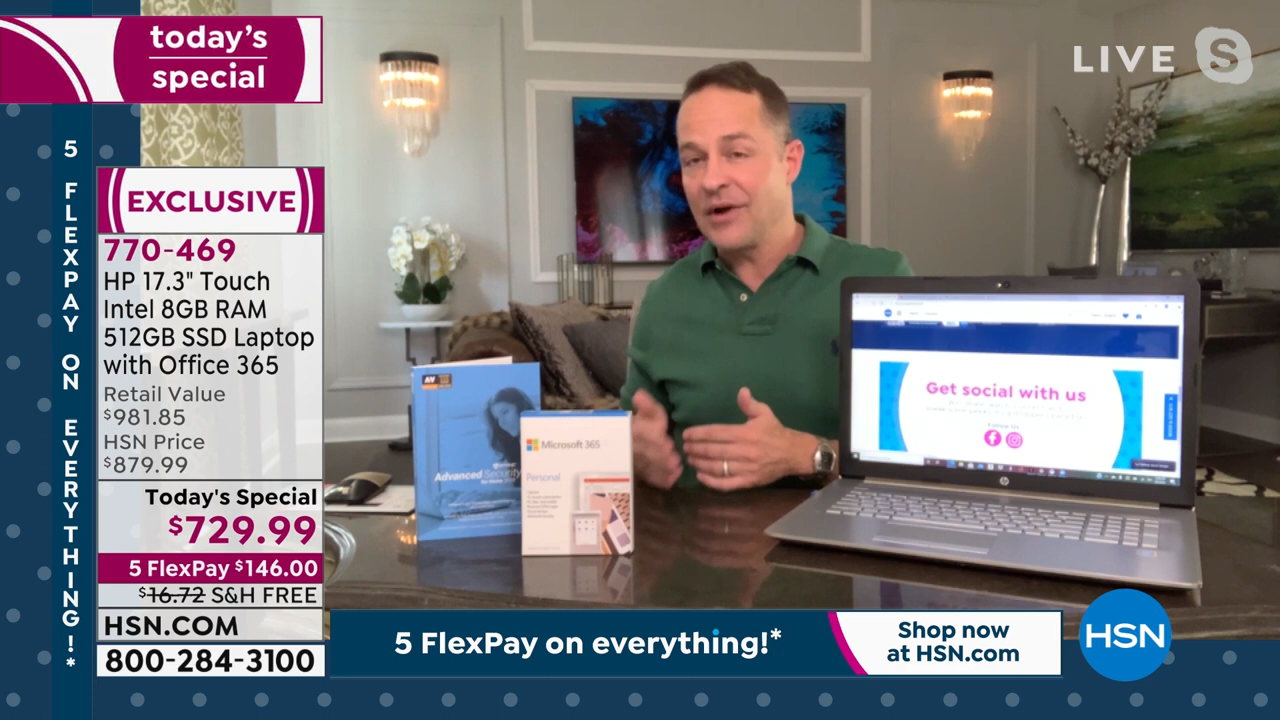 today's
special
LIVE S
5 FLEXPAY ON EVERYTHING!*
EXCLUSIVE
770-469
HP 17.3" Touch
Intel 8GB RAM
512GB SSD Laptop
with Office 365
Retail Value
$981.85
HSN Price
$879.99
Today's Special
$729.99
5 FlexPay $146.00
$16.72 S&H FREE
HSN.COM
800-284-3100
AV
Advanced Security
Microsoft 365
Personal
Get social with us
Follow Us
hp
5 FlexPay on everything!*
Shop now
at HSN.com
HSN